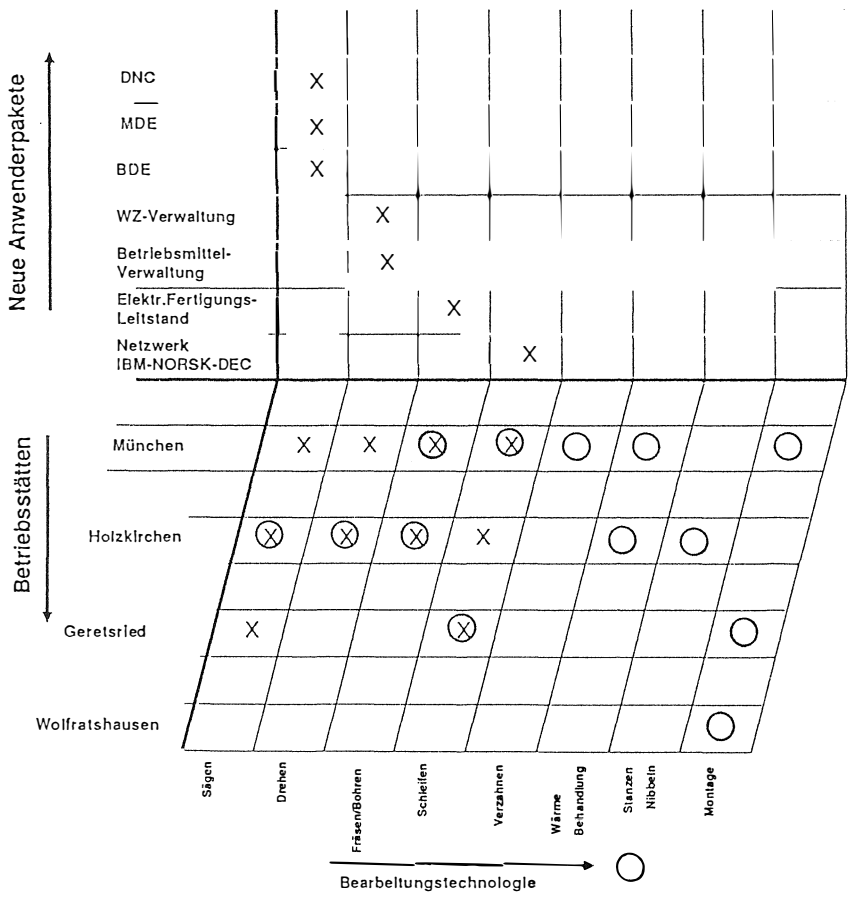 Neue Anwenderpakete
DNC
MDE
BDE
WZ-Verwaltung
Betriebsmittel-
Verwaltung
Elektr.Fertigungs-
Leitstand
Netzwerk
IBM-NORSK-DEC
X
X
X
X
X
X
X
Betriebsstätten
München
X X X X
Holzkirchen
X X X X
Geretsried
X X
Wolfratshausen
Sägen
Drehen
Fräsen/Bohren
Schleifen
Verzahnen
Wärme
Behandlung
Stanzen
Nibbeln
Montage
Bearbeitungstechnologie